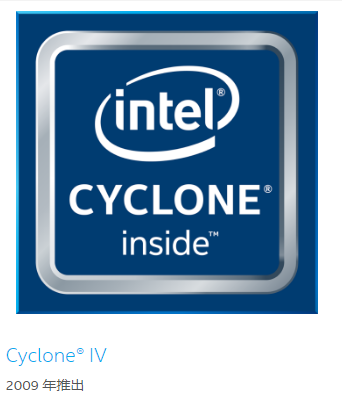 intel®
CYCLONE®
inside™
Cyclone® IV
2009 年推出